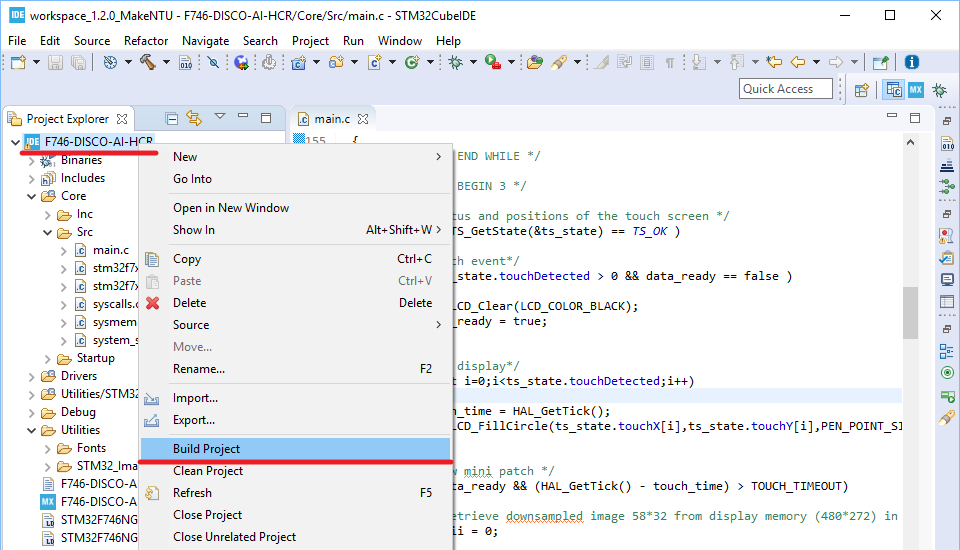 IDE workspace_1.2.0_MakeNTU - F746-DISCO-AI-HCR/Core/Src/main.c - STM32CubeIDE
File Edit Source Refactor Navigate Search Project Run Window Help
Quick Access
MX
Project Explorer
main.c
IDE F746-DISCO-AI-HCR
Binaries
Includes
Core
Inc
Src
main.c
stm32f7x
stm32f7x
syscalls.c
sysmem
system_s
Startup
Drivers
Utilities/STM32
Debug
Utilities
Fonts
STM32_Ima
F746-DISCO-A
MX F746-DISCO-A
STM32F746NG
STM32F746NG
New
Go Into
Open in New Window
Show In Alt+Shift+W
Copy Ctrl+C
Paste Ctrl+V
Delete Delete
Source
Move...
Rename... F2
Import...
Export...
Build Project
Clean Project
Refresh F5
Close Project
Close Unrelated Project
155 {
END WHILE */
BEGIN 3 */
tus and positions of the touch screen */
TS_GetState(&ts_state) == TS_OK )
ch event*/
_state.touchDetected > 0 && data_ready == false )
LCD_Clear(LCD_COLOR_BLACK);
_ready = true;
display*/
t i=0;i<ts_state.touchDetected;i++)
h_time = HAL_GetTick();
LCD_FillCircle(ts_state.touchX[i],ts_state.touchY[i],PEN_POINT_SI
w mini patch */
ta_ready && (HAL_GetTick() - touch_time) > TOUCH_TIMEOUT)
etrieve downsampled image 58*32 from display memory (480*272) in
ii = 0;